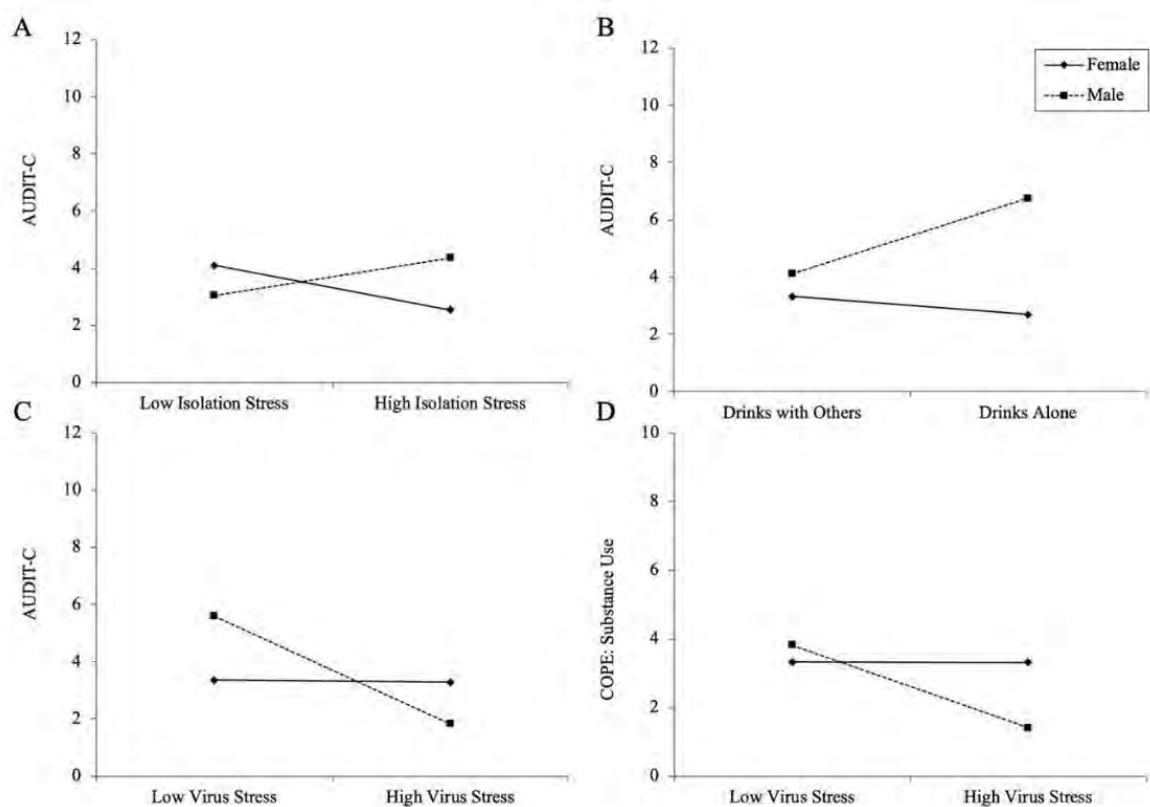 A
12
10
8
6
4
2
0
AUDIT-C
Low Isolation Stress High Isolation Stress
B
12
10
8
6
4
2
0
AUDIT-C
Drinks with Others Drinks Alone
Female
Male
C
12
10
8
6
4
2
0
AUDIT-C
Low Virus Stress High Virus Stress
D
10
8
6
4
2
0
COPE: Substance Use
Low Virus Stress High Virus Stress